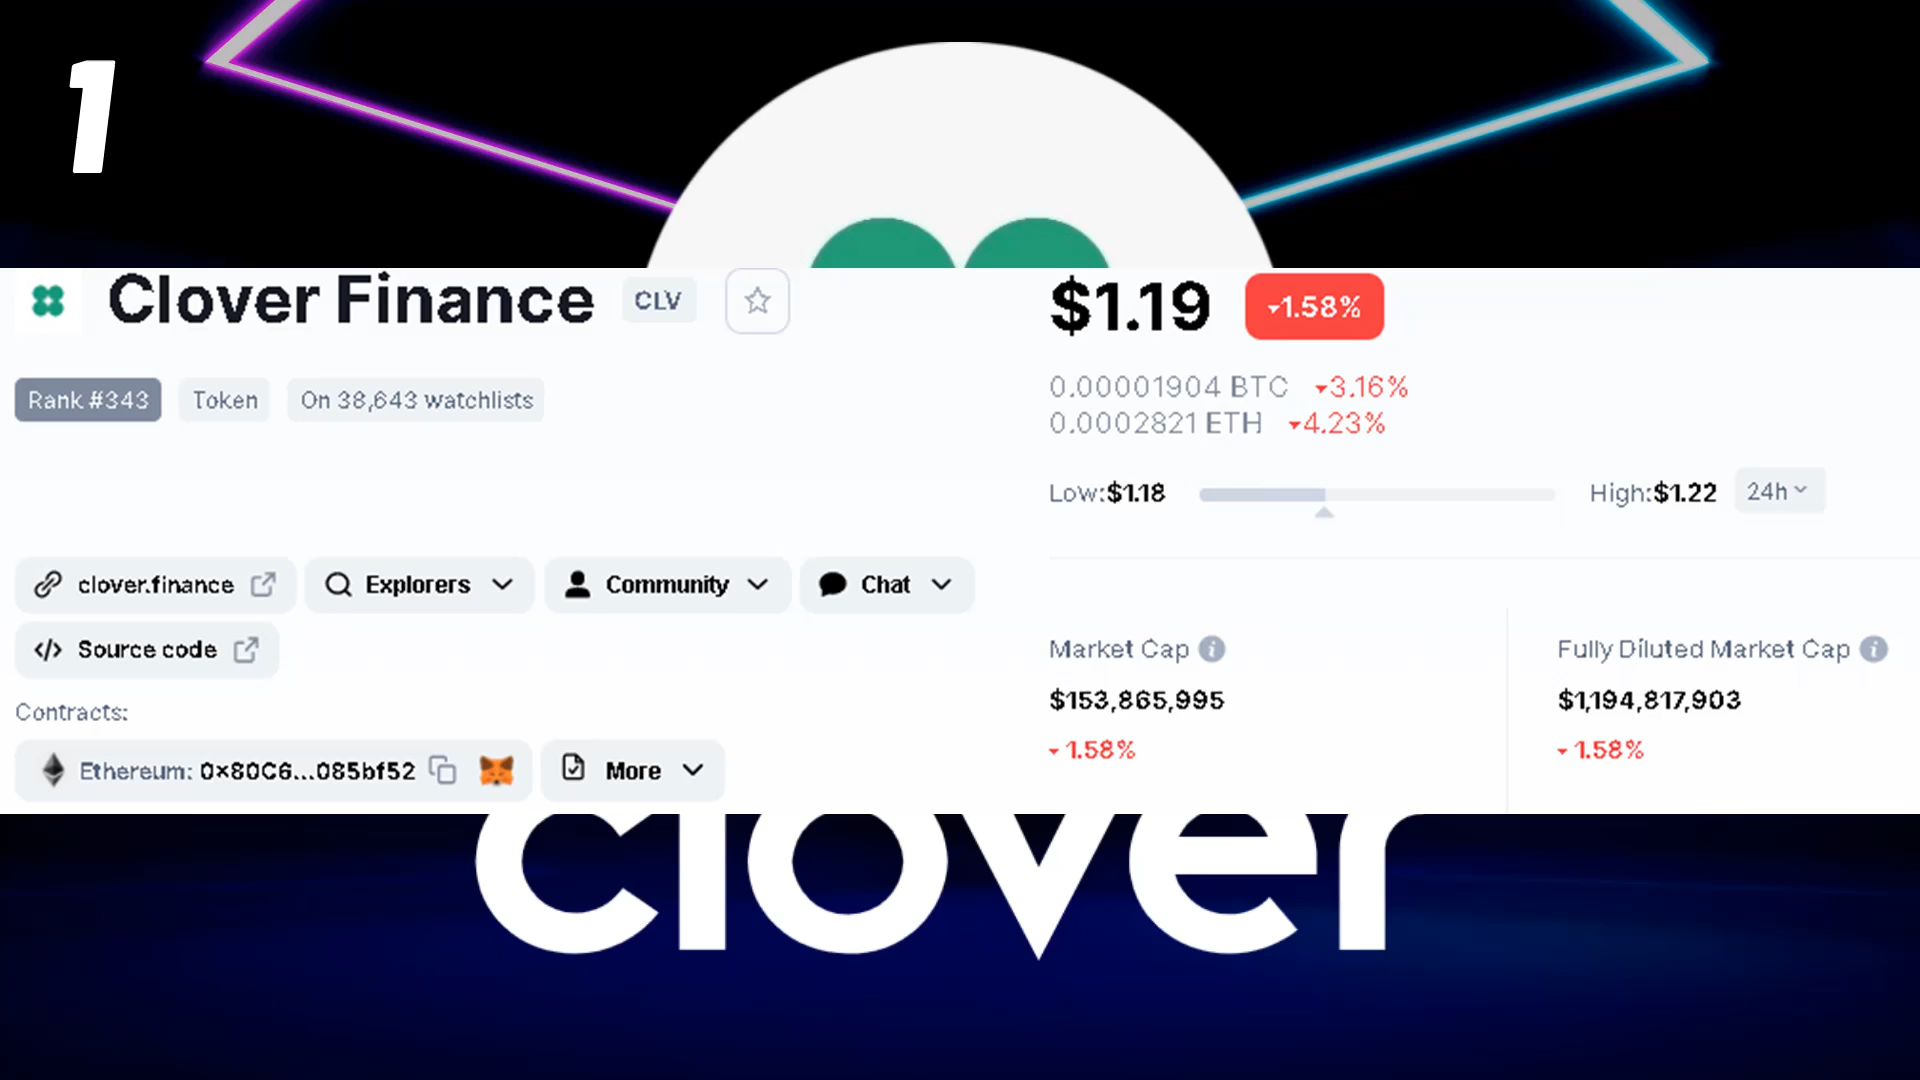 1
Clover Finance CLV
$1.19 1.58%
Rank #343 Token On 38,643 watchlists
0.00001904 BTC 3.16%
0.0002821 ETH 4.23%
Low:$1.18 High:$1.22 24h
clover.finance Explorers Community Chat
Source code
Market Cap Fully Diluted Market Cap
$153,865,995 $1,194,817,903
1.58% 1.58%
Contracts:
Ethereum: 0x80C6...085bf52 More
clover